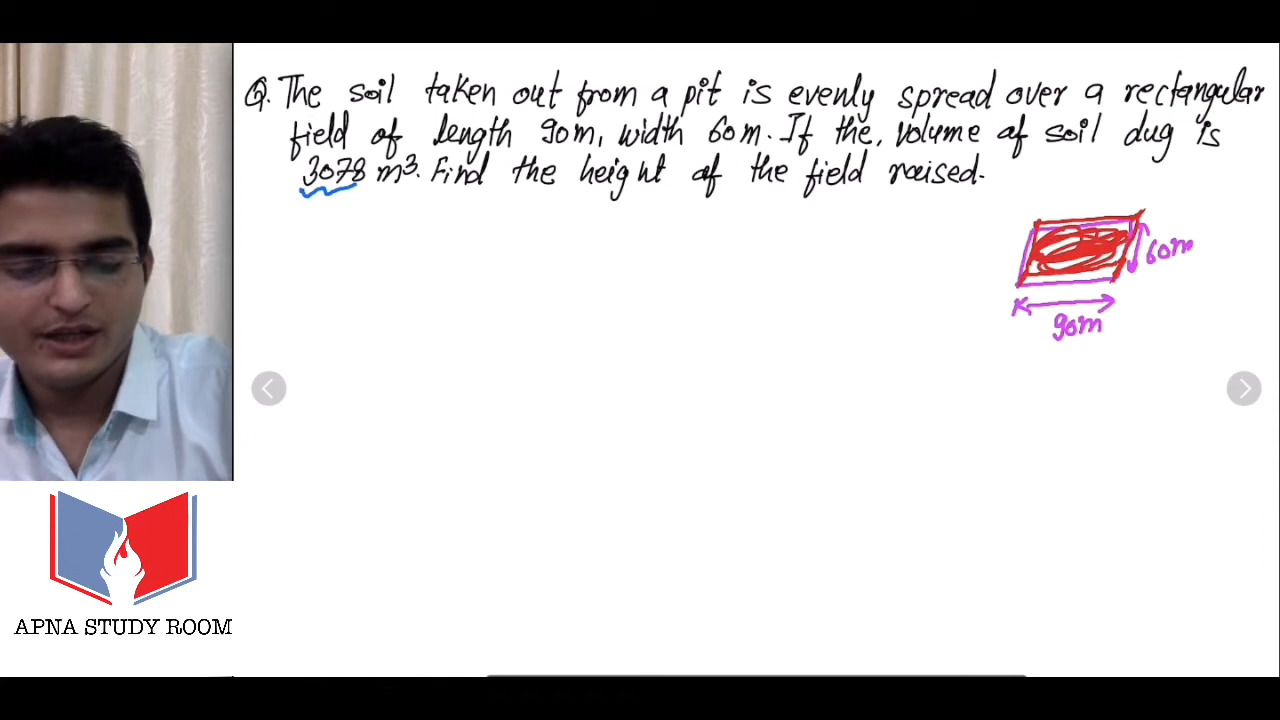 Q. The soil taken out from a pit is evenly spread over a rectangular
field of length 90m, width 60m. If the, volume of soil dug is
3078 m³. Find the height of the field raised.
60m
90m
APNA STUDY ROOM